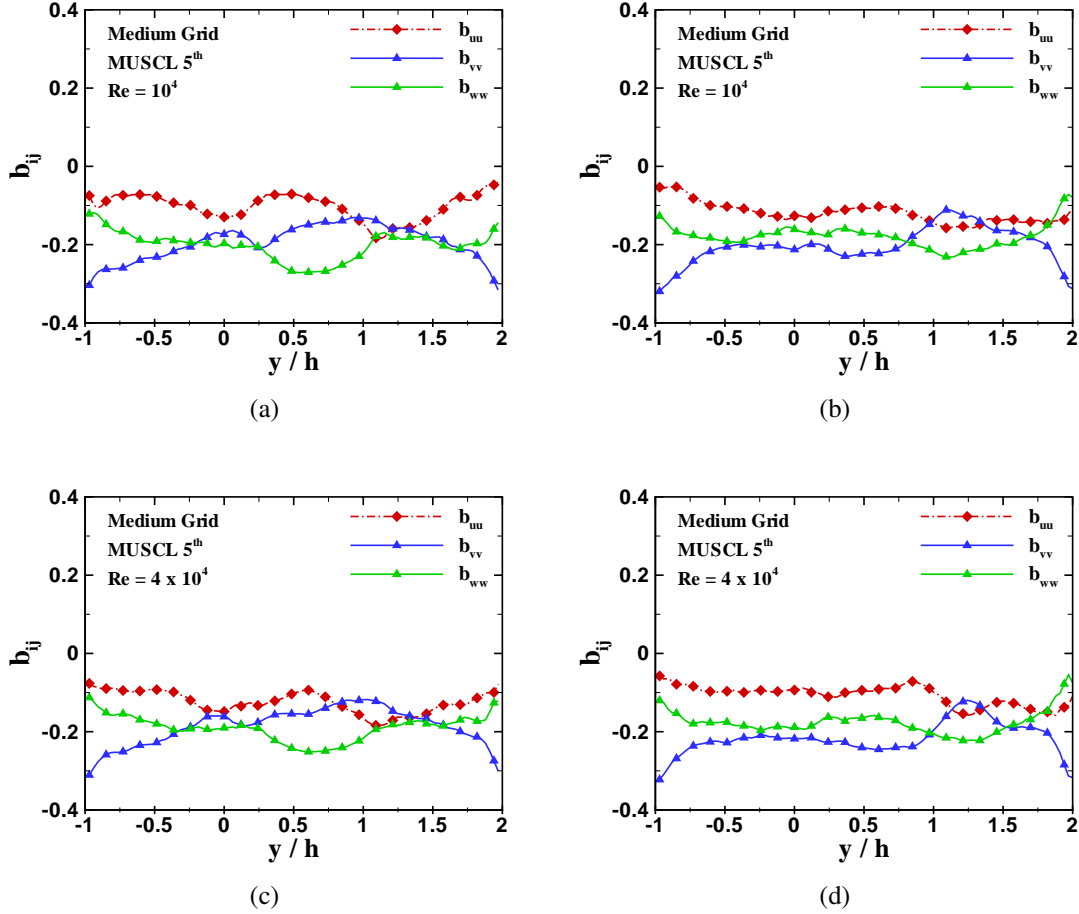 0.4
Medium Grid
MUSCL 5th
Re = 10^4
b_uu
b_vv
b_ww
0.2
0
-0.2
-0.4
b_ij
-1 -0.5 0 0.5 1 1.5 2
y / h
(a)
0.4
Medium Grid
MUSCL 5th
Re = 10^4
b_uu
b_vv
b_ww
0.2
0
-0.2
-0.4
b_ij
-1 -0.5 0 0.5 1 1.5 2
y / h
(b)
0.4
Medium Grid
MUSCL 5th
Re = 4 x 10^4
b_uu
b_vv
b_ww
0.2
0
-0.2
-0.4
b_ij
-1 -0.5 0 0.5 1 1.5 2
y / h
(c)
0.4
Medium Grid
MUSCL 5th
Re = 4 x 10^4
b_uu
b_vv
b_ww
0.2
0
-0.2
-0.4
b_ij
-1 -0.5 0 0.5 1 1.5 2
y / h
(d)